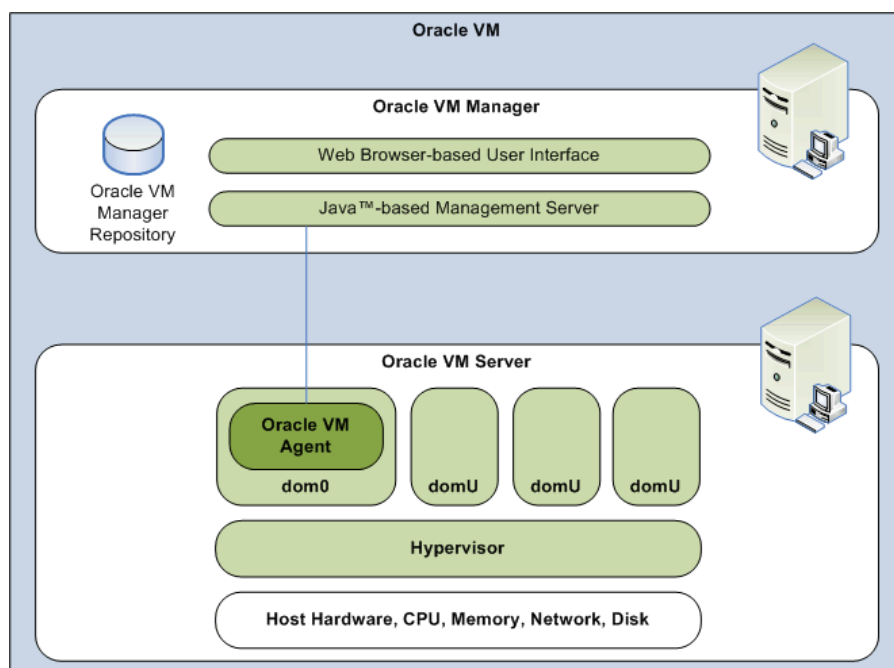 Oracle VM
Oracle VM Manager
Web Browser-based User Interface
Java™-based Management Server
Oracle VM
Manager
Repository
Oracle VM Server
Oracle VM
Agent
dom0
domU
domU
domU
Hypervisor
Host Hardware, CPU, Memory, Network, Disk